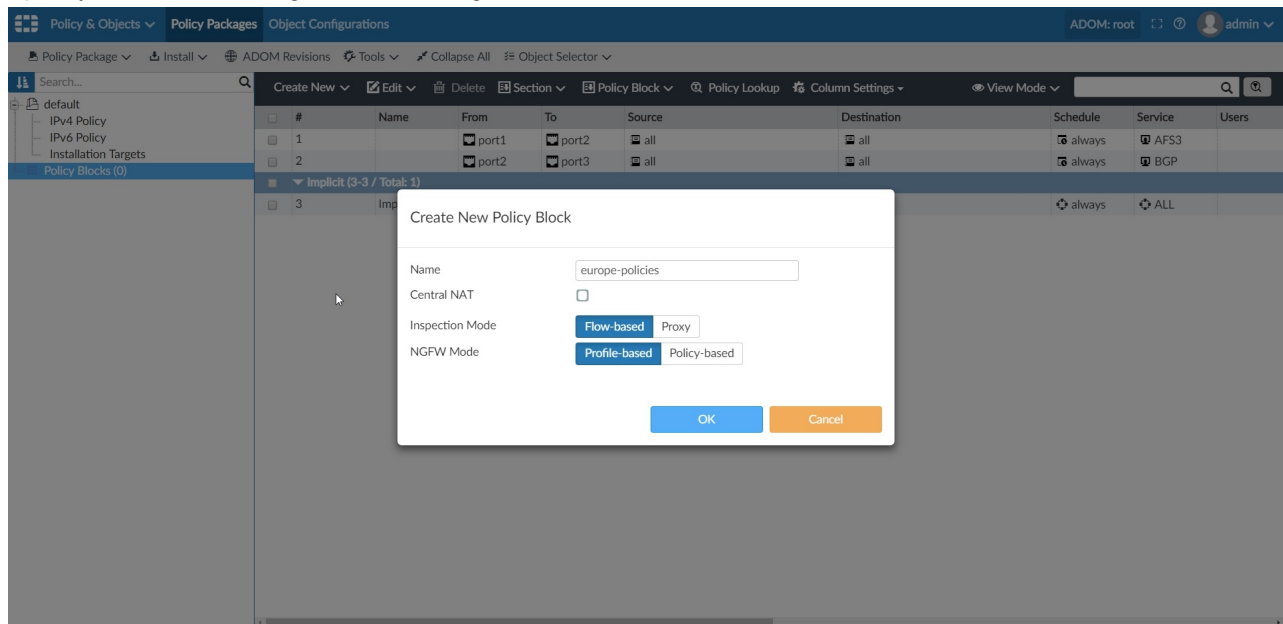 Policy & Objects Policy Packages Object Configurations ADOM: root admin
Policy Package Install ADOM Revisions Tools Collapse All Object Selector
Search... Create New Edit Delete Section Policy Block Policy Lookup Column Settings View Mode
default
IPv4 Policy
IPv6 Policy
Installation Targets
Policy Blocks (0)
# Name From To Source Destination Schedule Service Users
1 port1 port2 all all always AFS3
2 port2 port3 all all always BGP
Implicit (3-3 / Total: 1)
3 Imp always ALL
Create New Policy Block
Name europe-policies
Central NAT
Inspection Mode Flow-based Proxy
NGFW Mode Profile-based Policy-based
OK Cancel